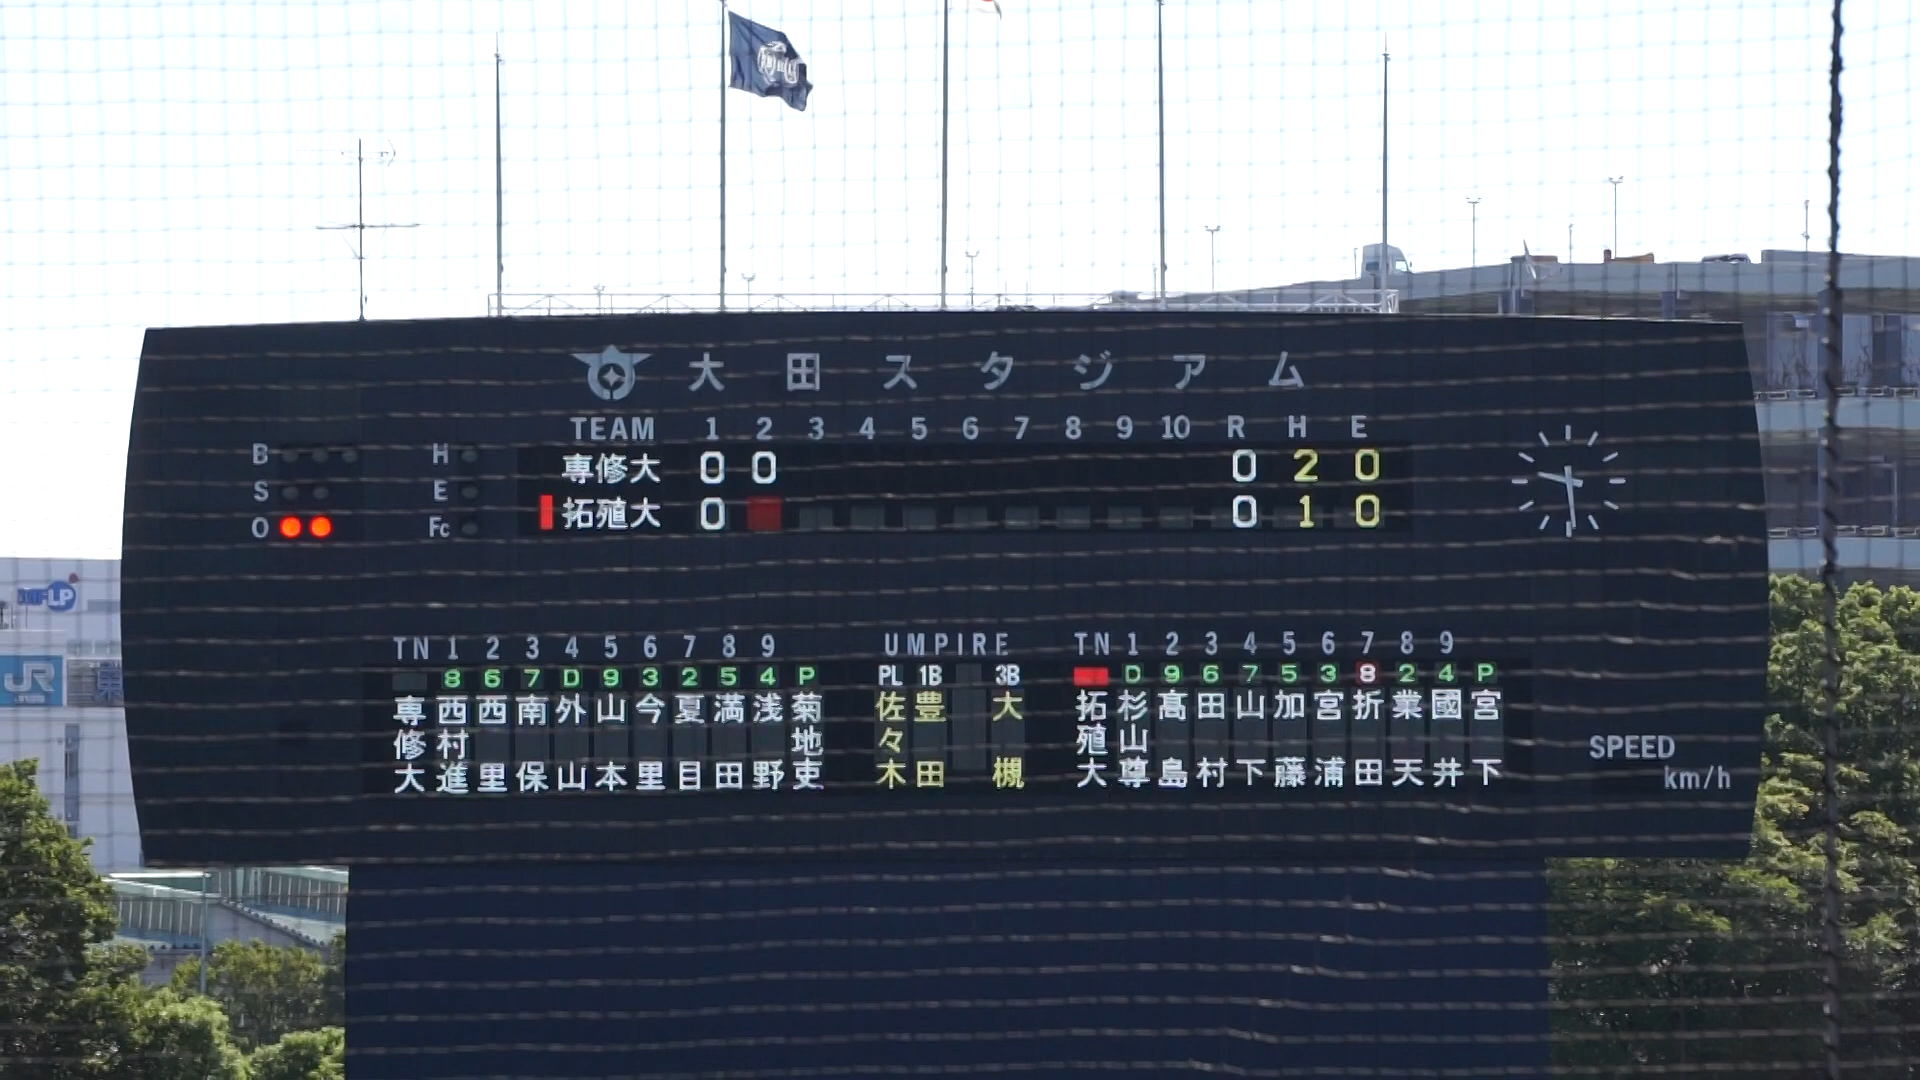 大田スタジアム
TEAM 1 2 3 4 5 6 7 8 9 10 R H E
B H 専修大 0 0 0 2 0
S E
O Fc 拓殖大 0 0 1 0
MFLP
JR
TN 1 2 3 4 5 6 7 8 9 UMPIRE TN 1 2 3 4 5 6 7 8 9
8 6 7 D 9 3 2 5 4 P PL 1B 3B D 9 6 7 5 3 8 2 4 P
専 西 西 南 外 山 今 夏 満 浅 菊 佐 豊 大 拓 杉 髙 田 山 加 宮 折 業 國 宮
修 村 地 々 殖 山
大 進 里 保 山 本 里 目 田 野 吏 木 田 槻 大 尊 島 村 下 藤 浦 田 天 井 下
SPEED
km/h